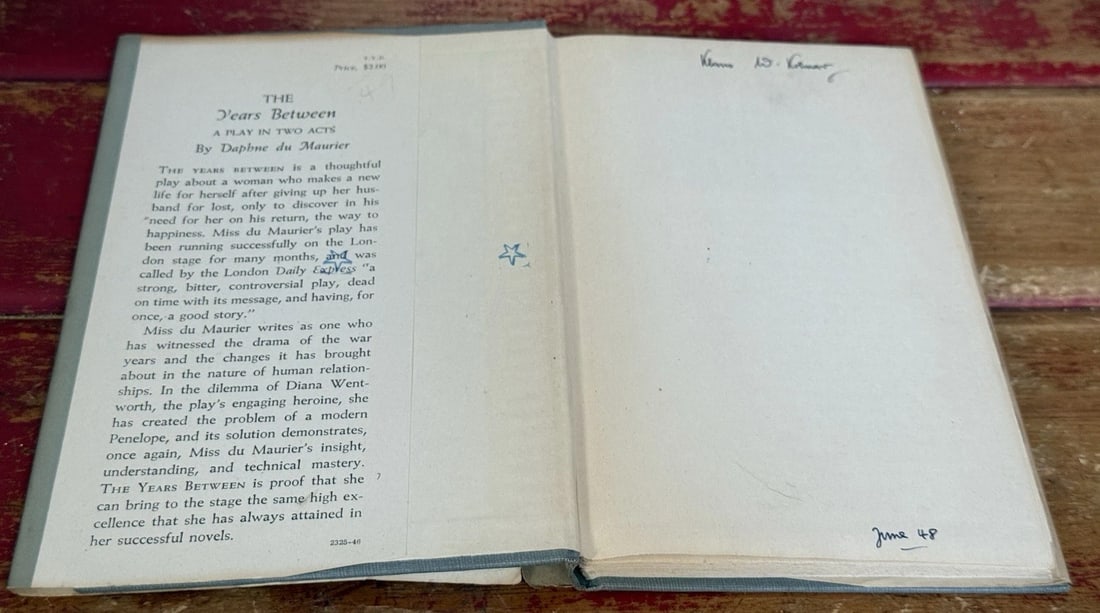 T.Y.B.
Price, $2.00
THE
Years Between
A PLAY IN TWO ACTS
By Daphne du Maurier
THE YEARS BETWEEN is a thoughtful
play about a woman who makes a new
life for herself after giving up her hus-
band for lost, only to discover in his
"need for her on his return, the way to
happiness. Miss du Maurier's play has
been running successfully on the Lon-
don stage for many months, and was
called by the London Daily Express "a
strong, bitter, controversial play, dead
on time with its message, and having, for
once, a good story."
Miss du Maurier writes as one who
has witnessed the drama of the war
years and the changes it has brought
about in the nature of human relation-
ships. In the dilemma of Diana Went-
worth, the play's engaging heroine, she
has created the problem of a modern
Penelope, and its solution demonstrates,
once again, Miss du Maurier's insight,
understanding, and technical mastery.
THE YEARS BETWEEN is proof that she
can bring to the stage the same high ex-
cellence that she has always attained in
her successful novels.
2325-46
W.
June 48